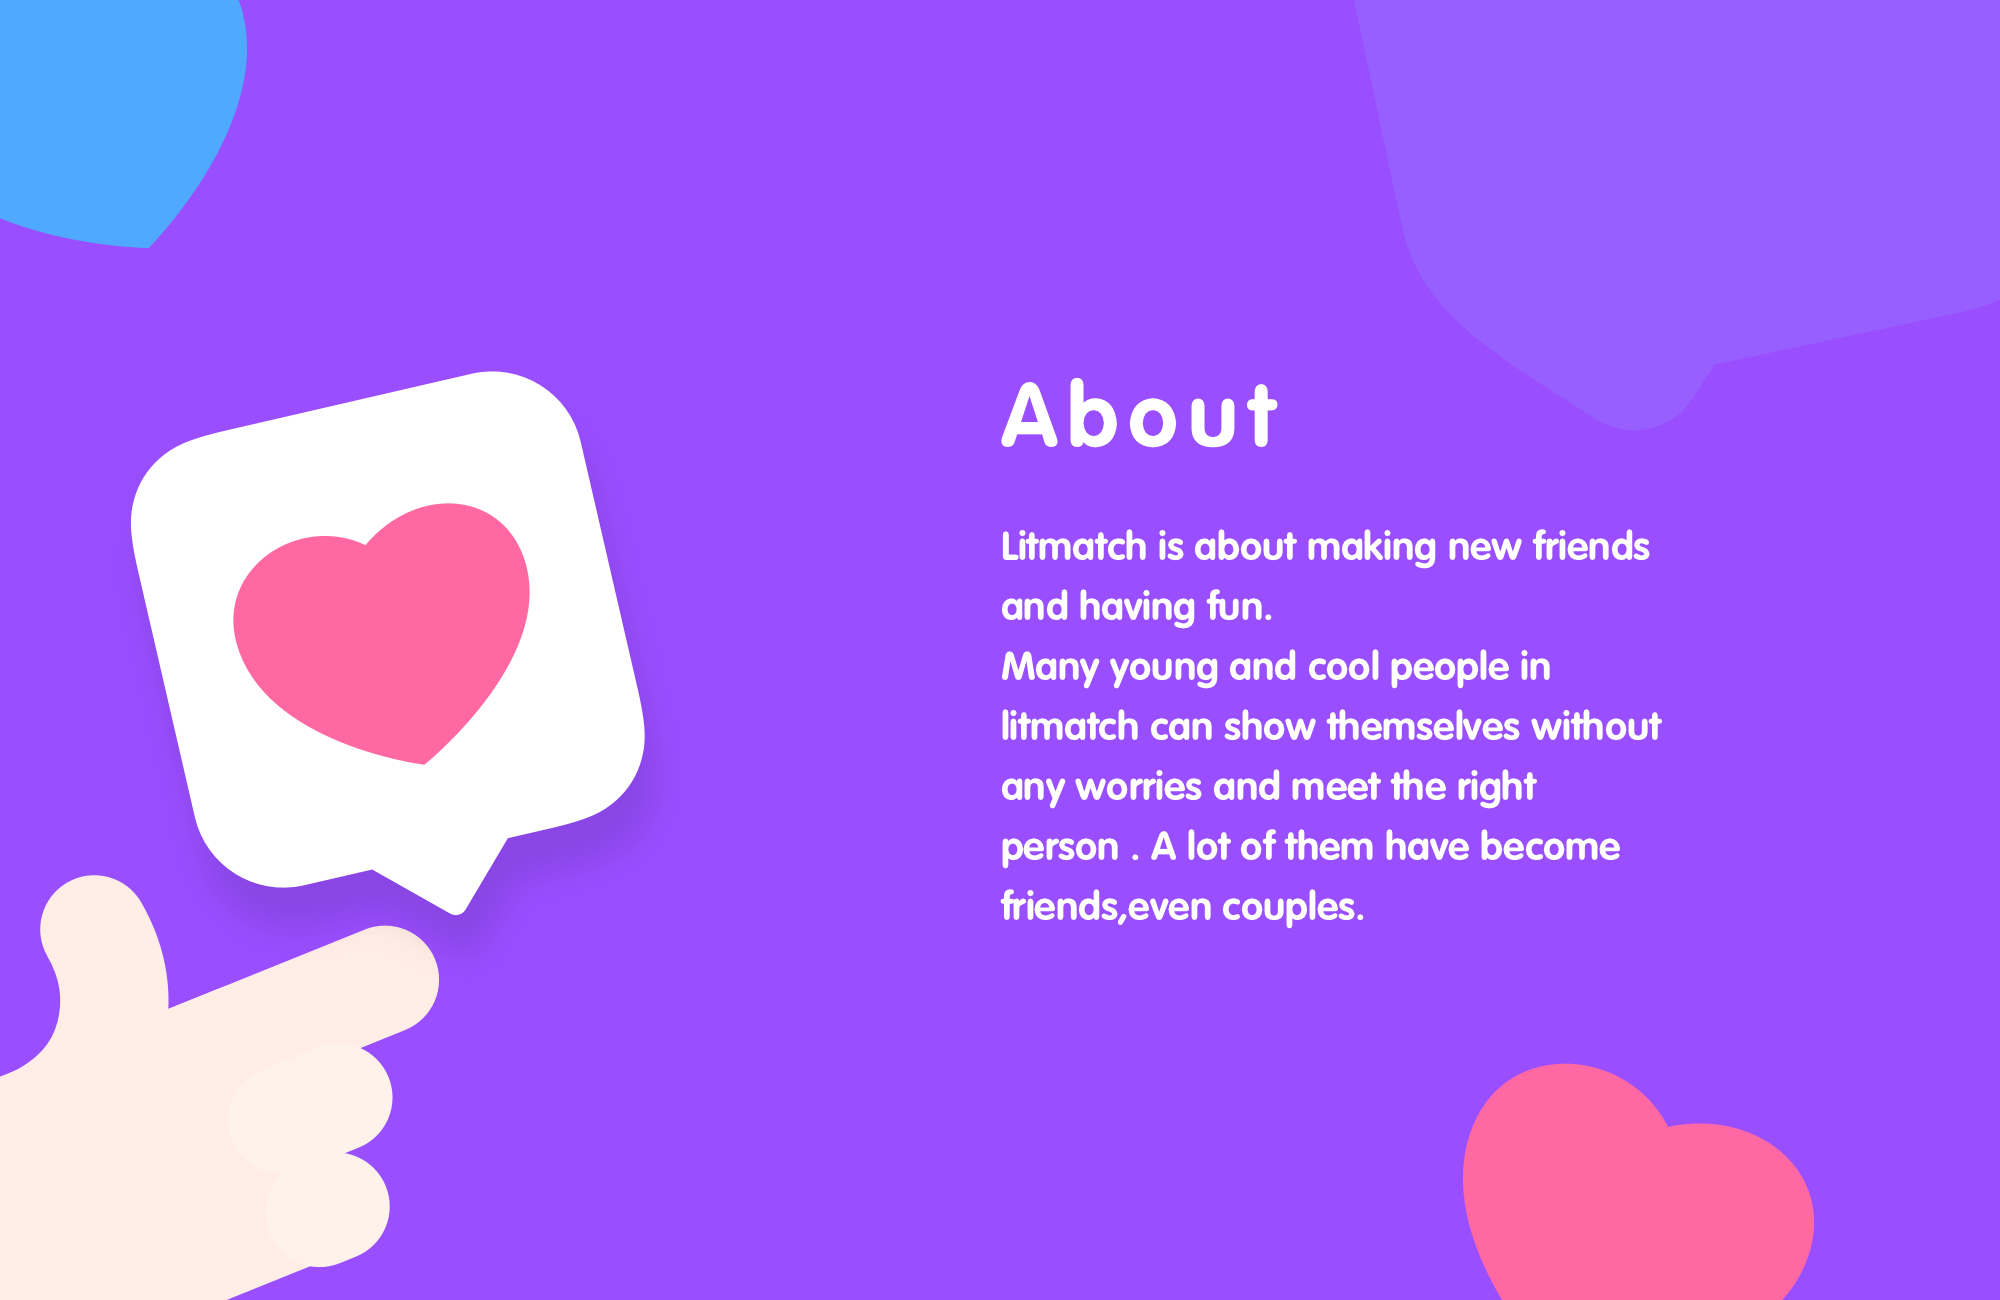 About
Litmatch is about making new friends
and having fun.
Many young and cool people in
litmatch can show themselves without
any worries and meet the right
person . A lot of them have become
friends,even couples.